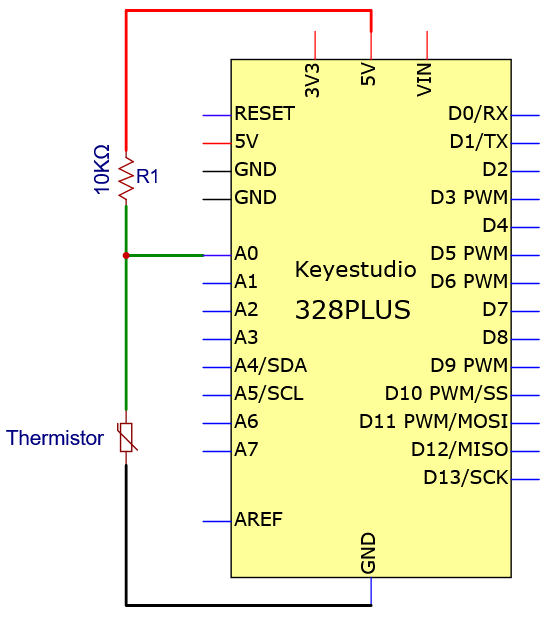 3V3
5V
VIN
RESET
5V
GND
GND
A0
A1
A2
A3
A4/SDA
A5/SCL
A6
A7
AREF
D0/RX
D1/TX
D2
D3 PWM
D4
D5 PWM
D6 PWM
D7
D8
D9 PWM
D10 PWM/SS
D11 PWM/MOSI
D12/MISO
D13/SCK
Keyestudio
328PLUS
GND
10KΩ
R1
Thermistor